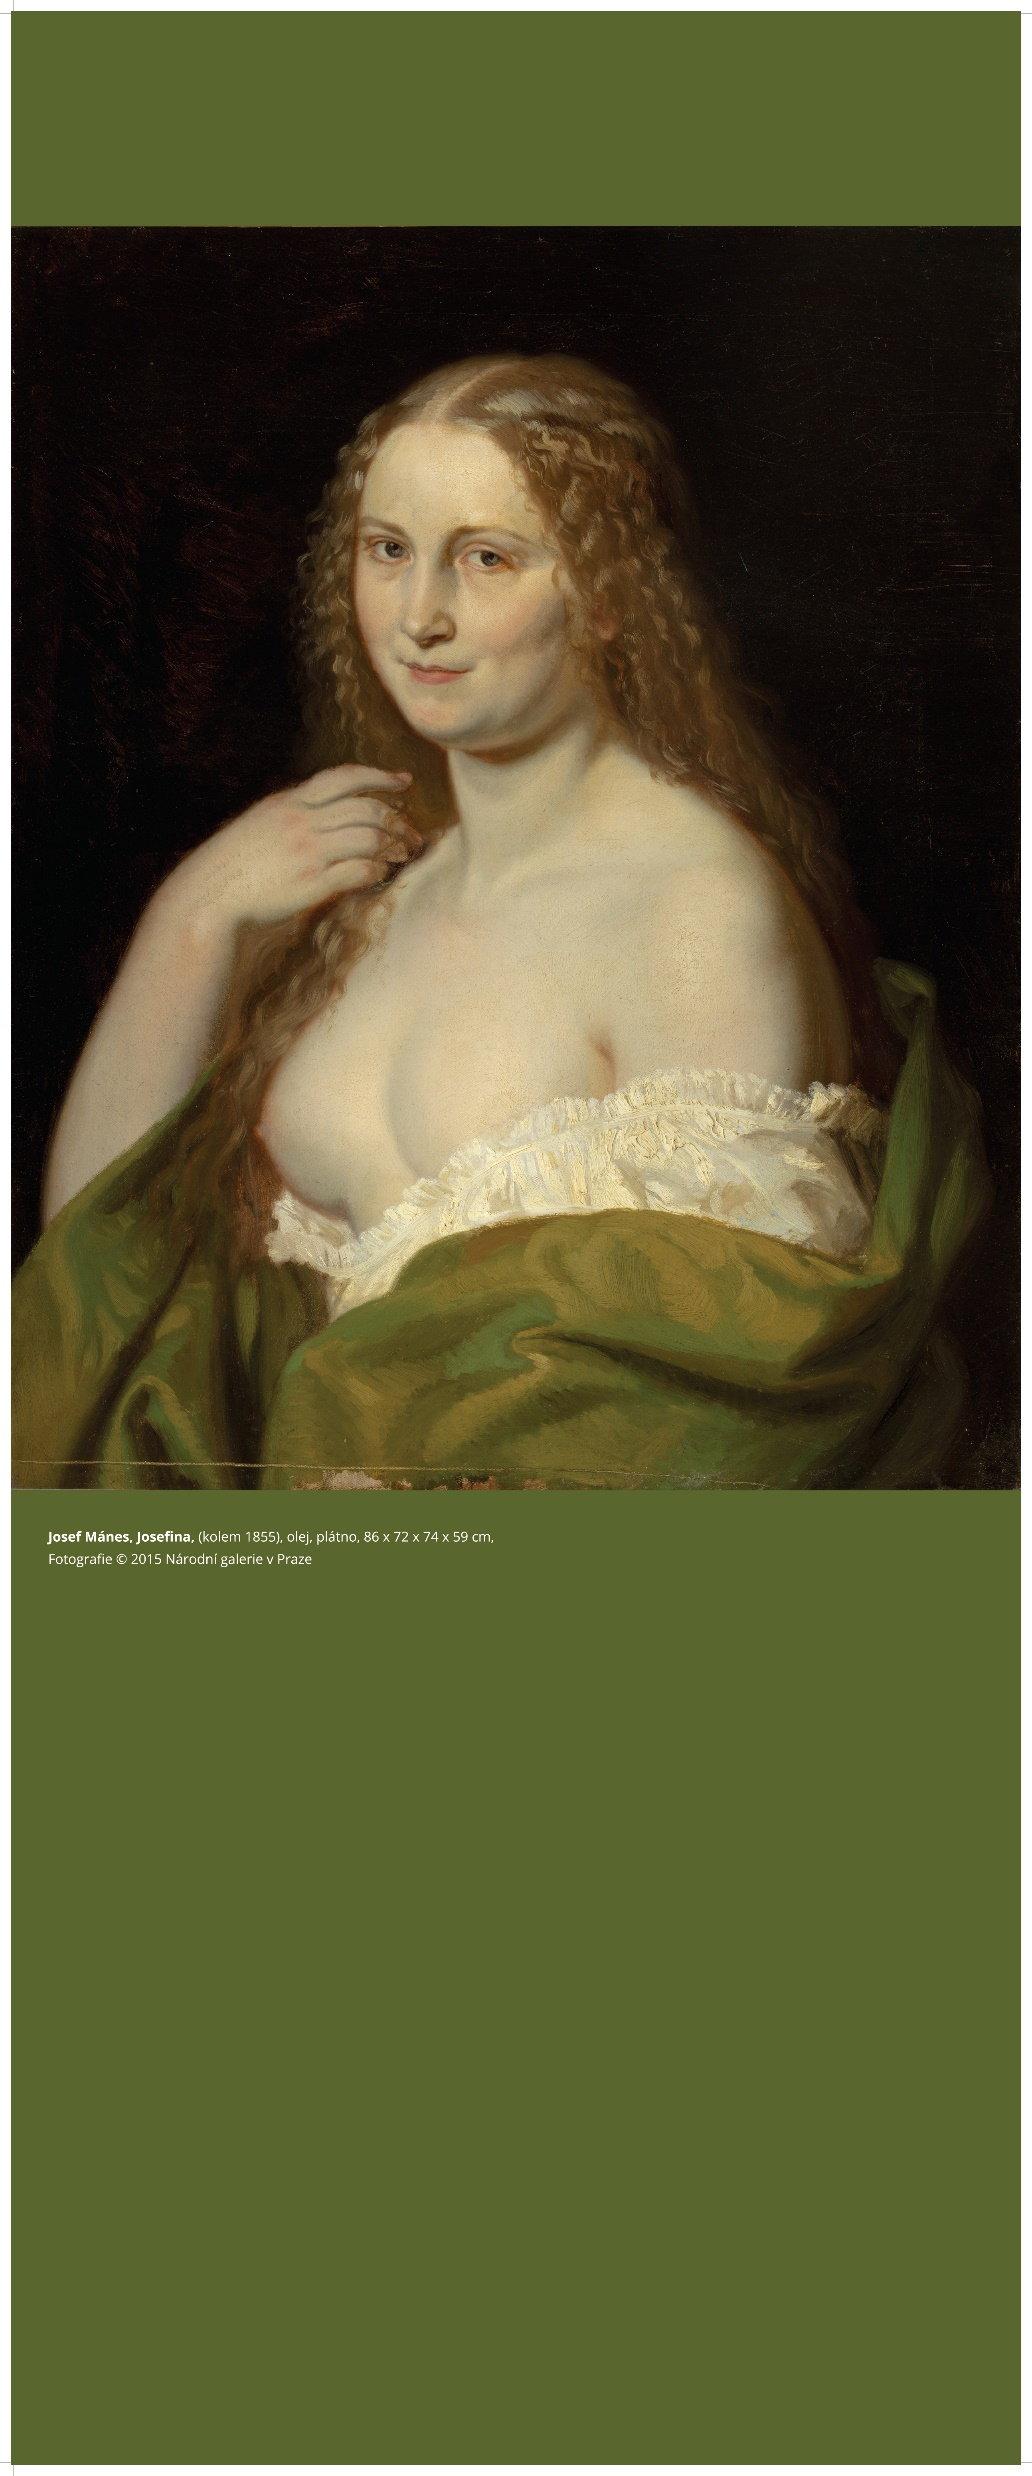 Josef Mánes, Josefina, (kolem 1855), olej, plátno, 86 x 72 x 74 x 59 cm,
Fotografie © 2015 Národní galerie v Praze